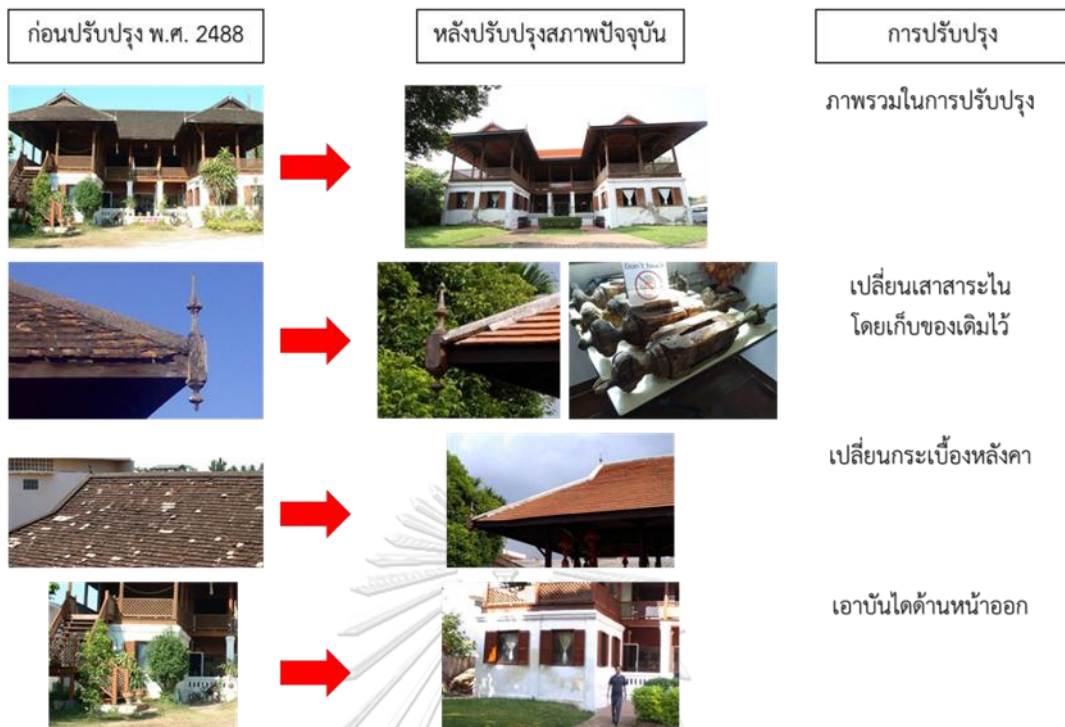 ก่อนปรับปรุง พ.ศ. 2488
หลังปรับปรุงสภาพปัจจุบัน
การปรับปรุง
ภาพรวมในการปรับปรุง
Don't touch
เปลี่ยนเสาสาระไน
โดยเก็บของเดิมไว้
เปลี่ยนกระเบื้องหลังคา
เอาบันไดด้านหน้าออก